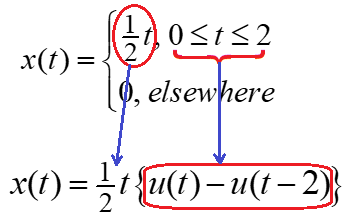 x(t) = { 1/2 t, 0 ≤ t ≤ 2
0, elsewhere
x(t) = 1/2 t {u(t) − u(t − 2)}